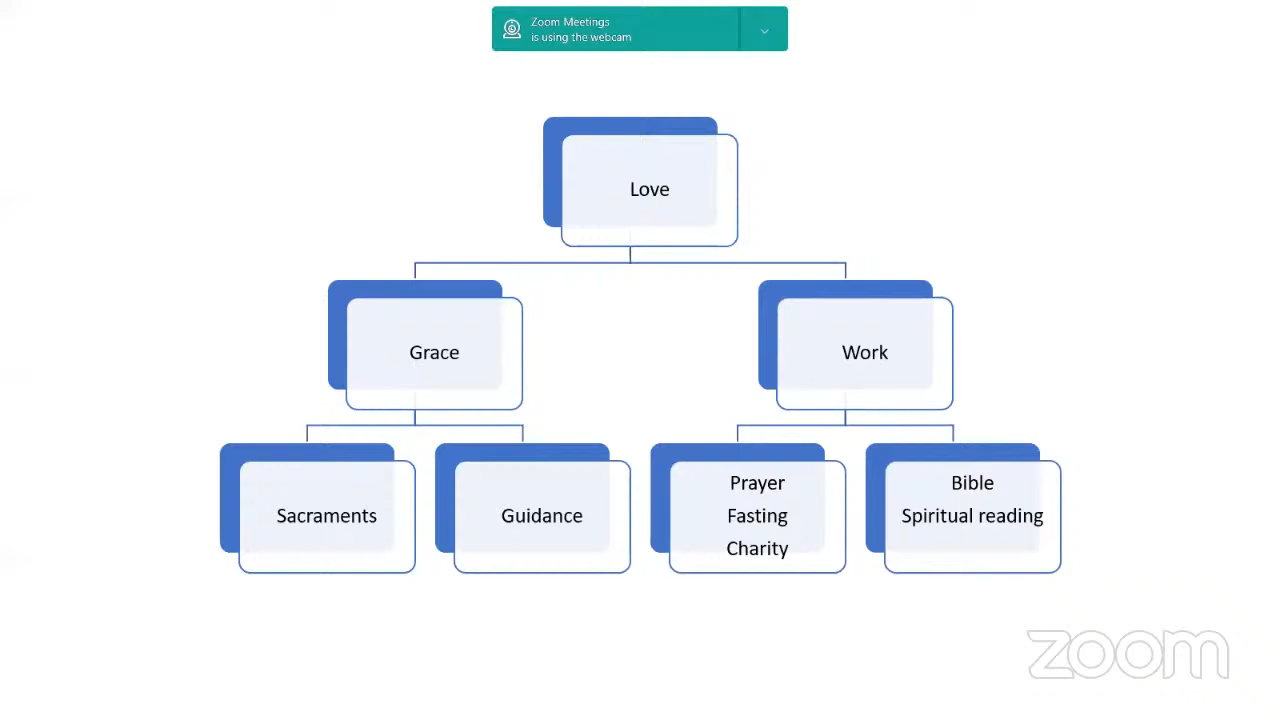 Zoom Meetings
is using the webcam
Love
Grace
Work
Sacraments
Guidance
Prayer
Fasting
Charity
Bible
Spiritual reading
zoom